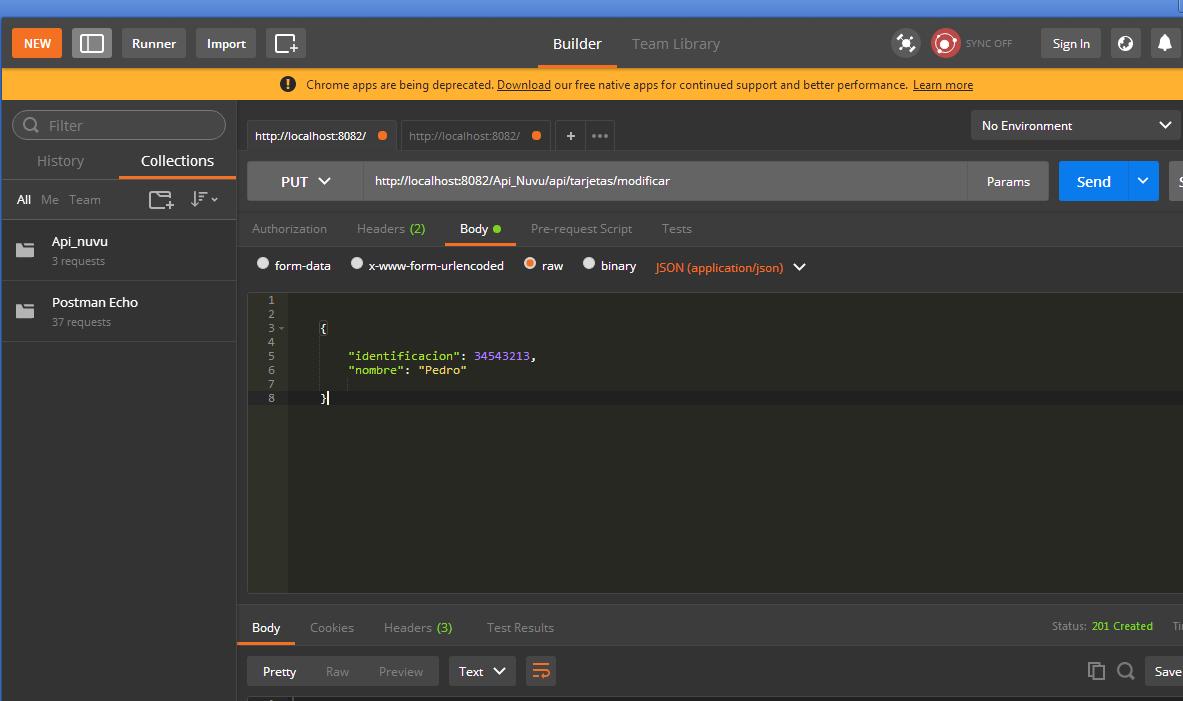 NEW Runner Import Builder Team Library SYNC OFF Sign In
Chrome apps are being deprecated. Download our free native apps for continued support and better performance. Learn more
Filter
History Collections
All Me Team
Api_nuvu
3 requests
Postman Echo
37 requests
http://localhost:8082/ http://localhost:8082/ + ••• No Environment
PUT http://localhost:8082/Api_Nuvu/api/tarjetas/modificar Params Send
Authorization Headers (2) Body Pre-request Script Tests
form-data x-www-form-urlencoded raw binary JSON (application/json)
1
2
3 {
4
5 "identificacion": 34543213,
6 "nombre": "Pedro"
7
8 }
Body Cookies Headers (3) Test Results Status: 201 Created
Pretty Raw Preview Text Save